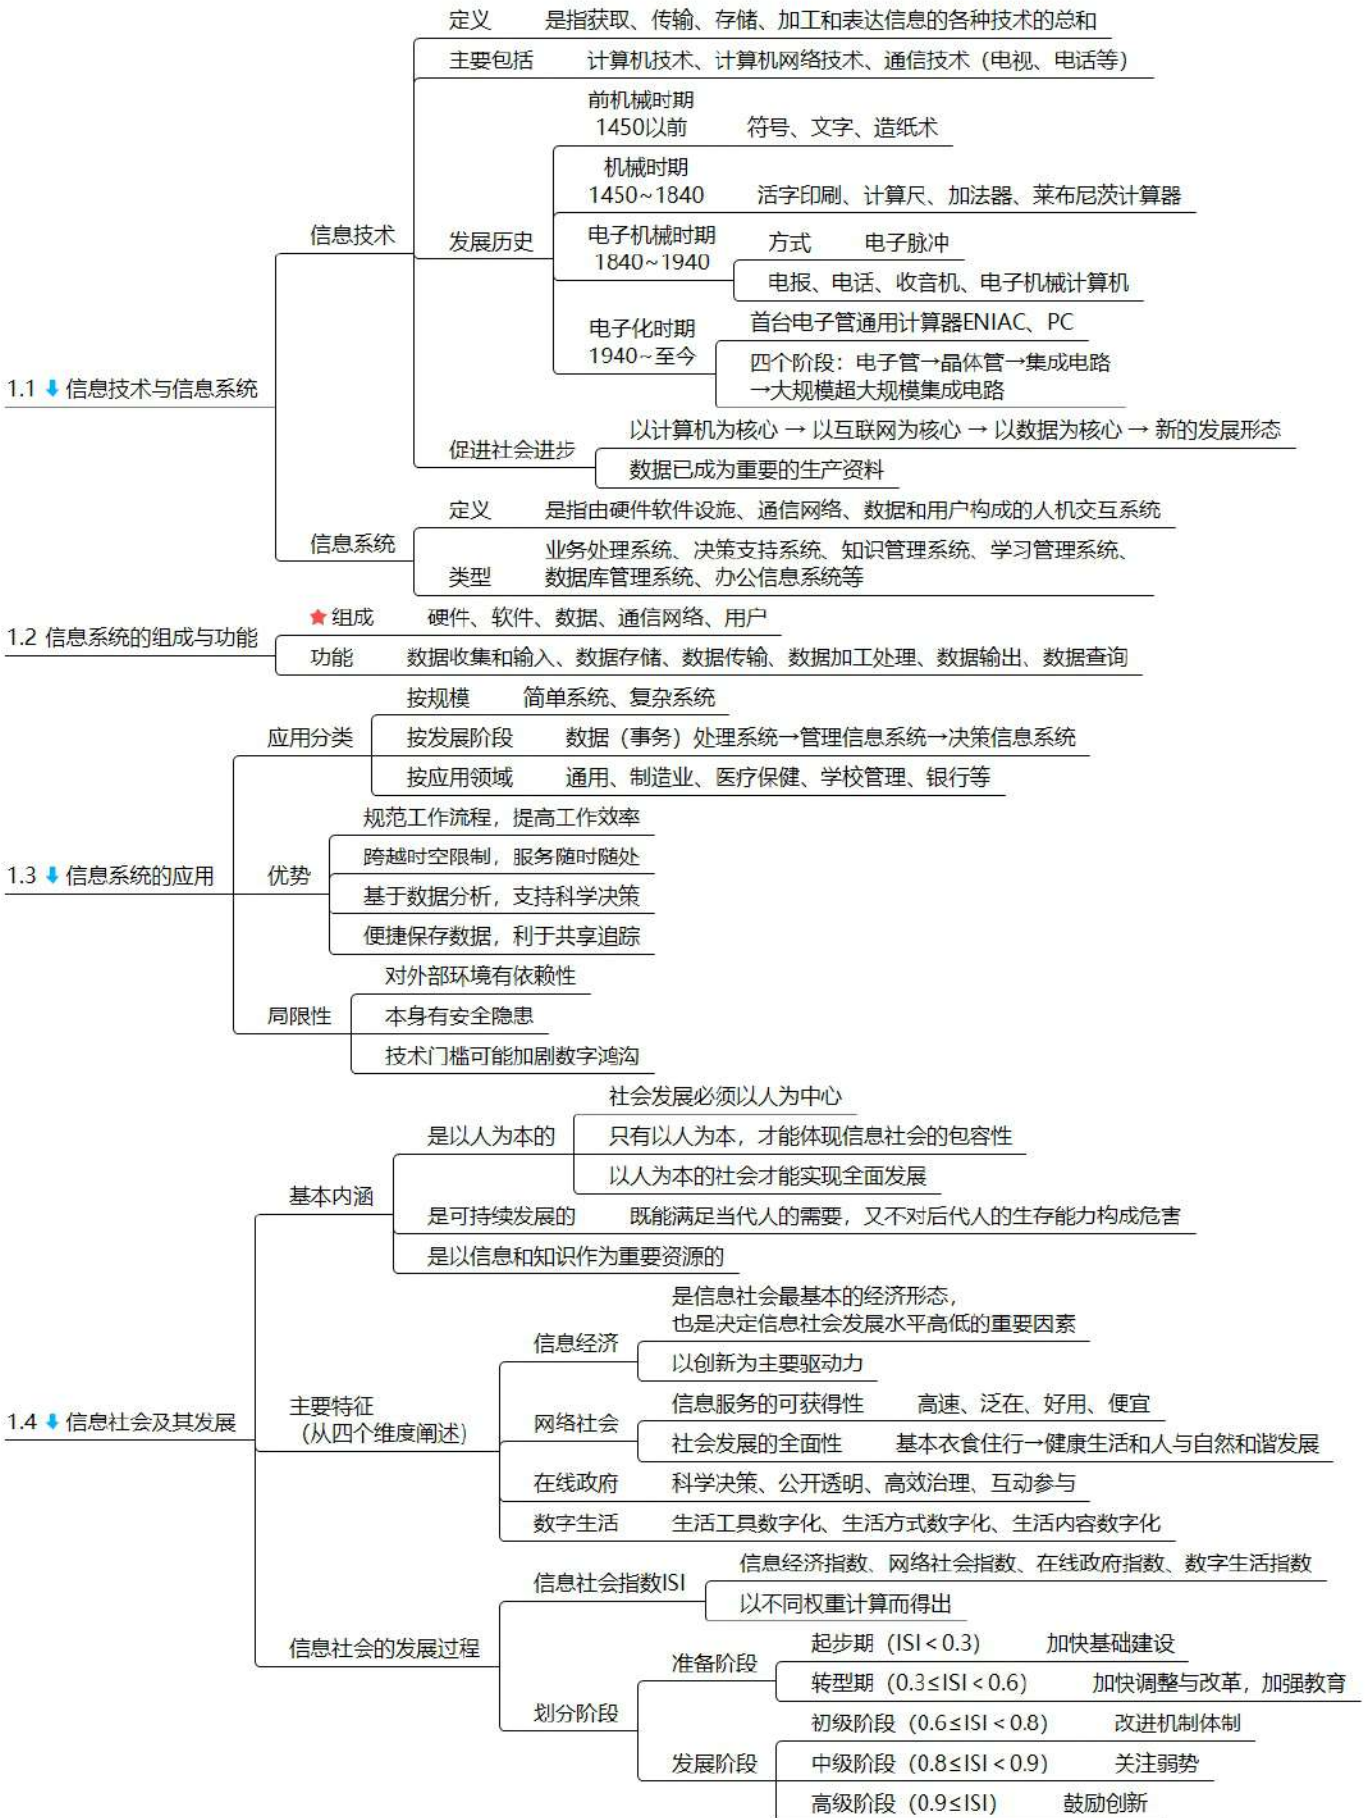 定义 是指获取、传输、存储、加工和表达信息的各种技术的总和
主要包括 计算机技术、计算机网络技术、通信技术（电视、电话等）
前机械时期
1450以前 符号、文字、造纸术
机械时期
1450~1840 活字印刷、计算尺、加法器、莱布尼茨计算器
信息技术 发展历史 电子机械时期 方式 电子脉冲
1840~1940
电报、电话、收音机、电子机械计算机
首台电子管通用计算器ENIAC、PC
电子化时期
1940~至今 四个阶段：电子管→晶体管→集成电路
→大规模超大规模集成电路
1.1 信息技术与信息系统
以计算机为核心 → 以互联网为核心 → 以数据为核心 → 新的发展形态
促进社会进步
数据已成为重要的生产资料
定义 是指由硬件软件设施、通信网络、数据和用户构成的人机交互系统
信息系统
业务处理系统、决策支持系统、知识管理系统、学习管理系统、
类型 数据库管理系统、办公信息系统等
组成 硬件、软件、数据、通信网络、用户
1.2 信息系统的组成与功能
功能 数据收集和输入、数据存储、数据传输、数据加工处理、数据输出、数据查询
按规模 简单系统、复杂系统
应用分类 按发展阶段 数据（事务）处理系统→管理信息系统→决策信息系统
按应用领域 通用、制造业、医疗保健、学校管理、银行等
规范工作流程，提高工作效率
跨越时空限制，服务随时随处
1.3 信息系统的应用 优势
基于数据分析，支持科学决策
便捷保存数据，利于共享追踪
对外部环境有依赖性
局限性 本身有安全隐患
技术门槛可能加剧数字鸿沟
社会发展必须以人为中心
是以人为本的 只有以人为本，才能体现信息社会的包容性
以人为本的社会才能实现全面发展
基本内涵
是可持续发展的 既能满足当代人的需要，又不对后代人的生存能力构成危害
是以信息和知识作为重要资源的
是信息社会最基本的经济形态，
也是决定信息社会发展水平高低的重要因素
信息经济
以创新为主要驱动力
主要特征
（从四个维度阐述）
信息服务的可获得性 高速、泛在、好用、便宜
1.4 信息社会及其发展 网络社会
社会发展的全面性 基本衣食住行→健康生活和人与自然和谐发展
在线政府 科学决策、公开透明、高效治理、互动参与
数字生活 生活工具数字化、生活方式数字化、生活内容数字化
信息经济指数、网络社会指数、在线政府指数、数字生活指数
信息社会指数ISI
以不同权重计算而得出
信息社会的发展过程
起步期（ISI＜0.3） 加快基础建设
准备阶段
转型期（0.3≤ISI＜0.6） 加快调整与改革，加强教育
划分阶段
初级阶段（0.6≤ISI＜0.8） 改进机制体制
发展阶段 中级阶段（0.8≤ISI＜0.9） 关注弱势
高级阶段（0.9≤ISI） 鼓励创新